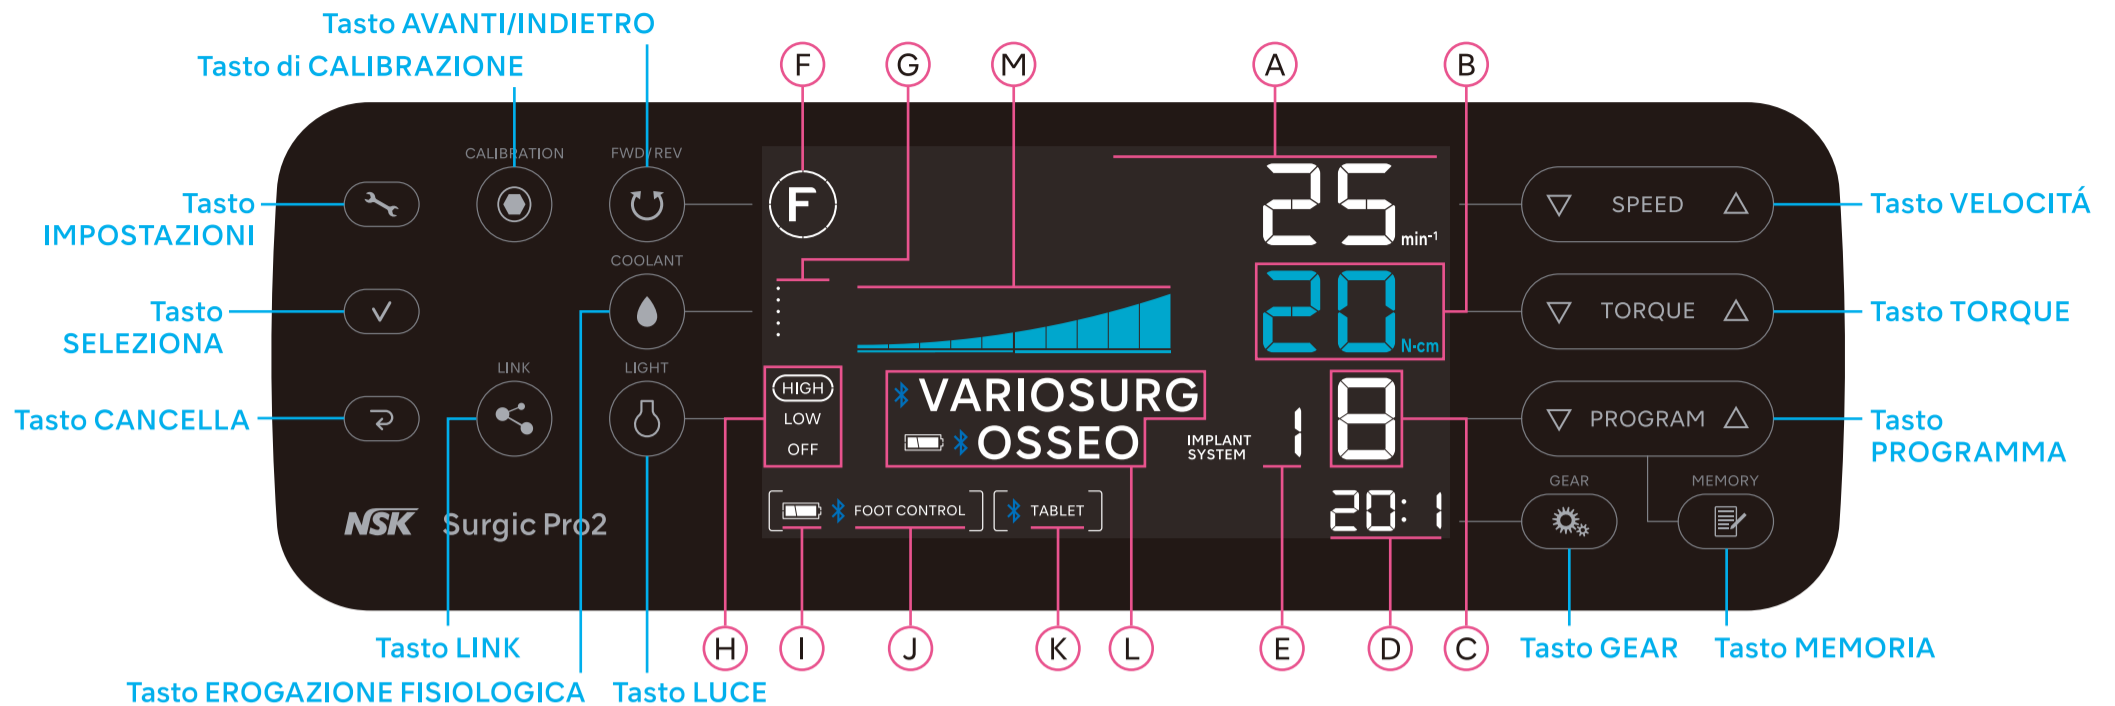 Tasto AVANTI/INDIETRO
Tasto di CALIBRAZIONE
F
G
M
A
B
CALIBRATION
FWD/REV
F
25
min-1
SPEED
Tasto
IMPOSTAZIONI
Tasto VELOCITÁ
COOLANT
20
N·cm
TORQUE
Tasto
SELEZIONA
Tasto TORQUE
LINK
LIGHT
HIGH
LOW
OFF
VARIOSURG
OSSEO
IMPLANT
SYSTEM
1
8
PROGRAM
Tasto CANCELLA
Tasto
PROGRAMMA
GEAR
MEMORY
NSK Surgic Pro2
FOOT CONTROL
TABLET
20:1
Tasto LINK
H
I
J
K
L
E
D
C
Tasto GEAR
Tasto MEMORIA
Tasto EROGAZIONE FISIOLOGICA
Tasto LUCE